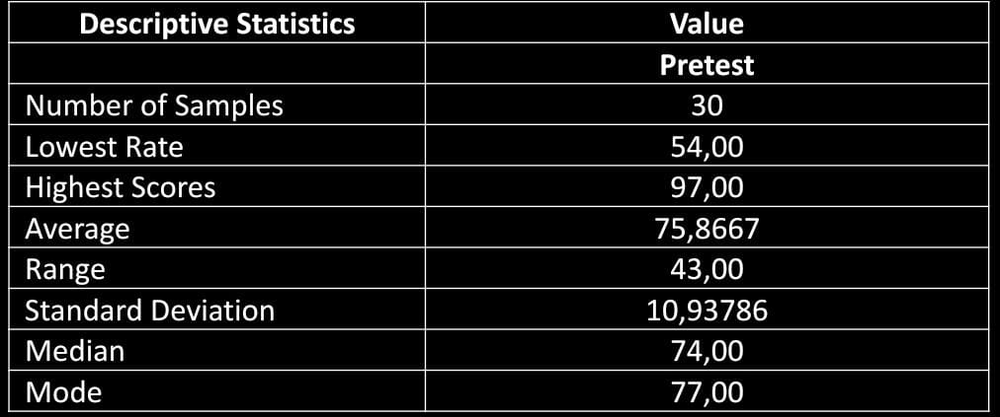 Descriptive Statistics Value
Pretest
Number of Samples 30
Lowest Rate 54,00
Highest Scores 97,00
Average 75,8667
Range 43,00
Standard Deviation 10,93786
Median 74,00
Mode 77,00